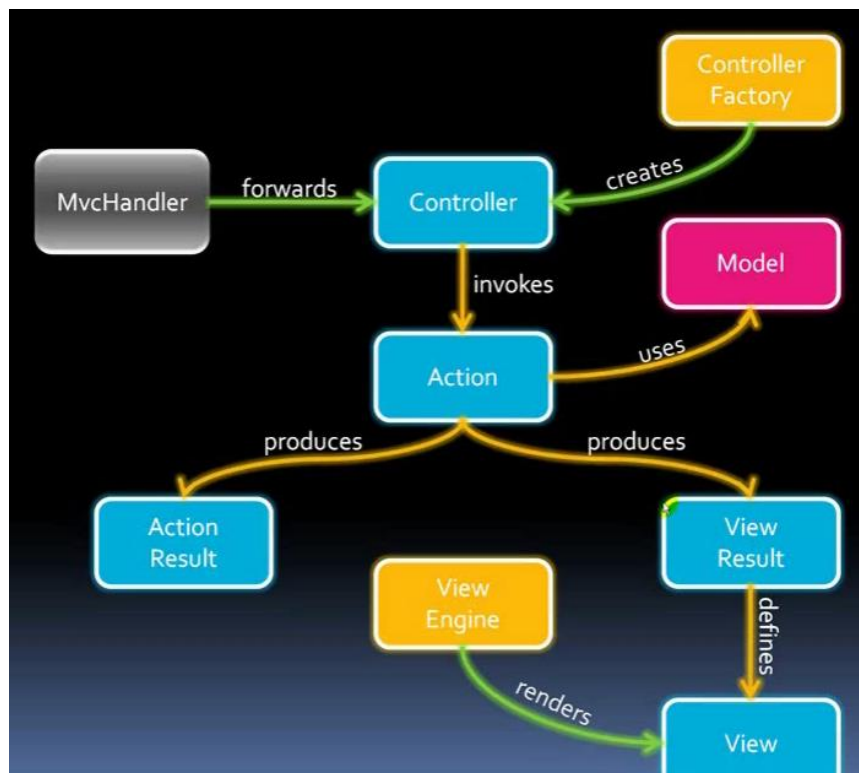 Controller
Factory
MvcHandler
forwards
Controller
creates
Model
invokes
uses
Action
produces
produces
Action
Result
View
Result
View
Engine
defines
renders
View